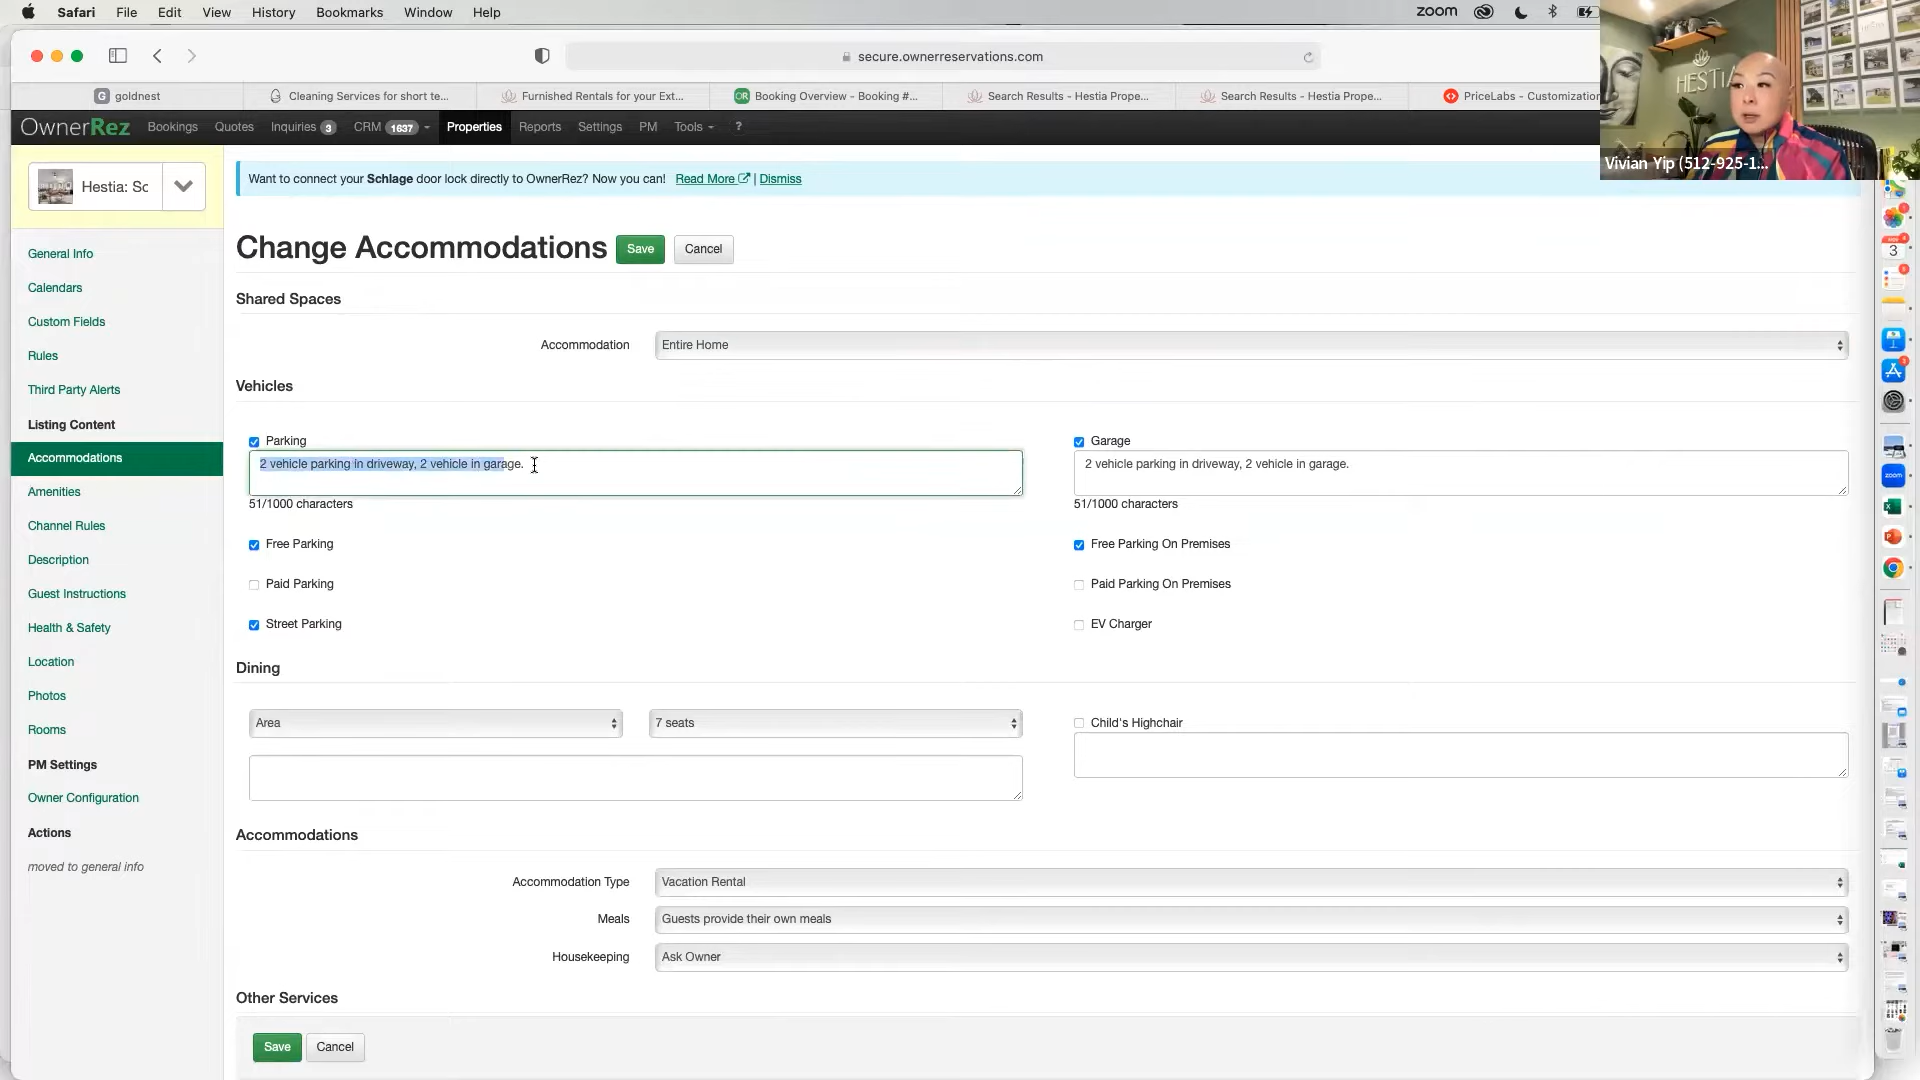 Safari File Edit View History Bookmarks Window Help
zoom
secure.ownerreservations.com
goldnest
Cleaning Services for short te...
Furnished Rentals for your Ext...
Booking Overview - Booking #...
Search Results - Hestia Prope...
Search Results - Hestia Prope...
PriceLabs - Customization
HESTIA
OwnerRez Bookings Quotes Inquiries 3 CRM 1637 Properties Reports Settings PM Tools ?
Vivian Yip (512-925-1...
Hestia: Sc
Want to connect your Schlage door lock directly to OwnerRez? Now you can! Read More | Dismiss
General Info
Calendars
Custom Fields
Rules
Third Party Alerts
Listing Content
Accommodations
Amenities
Channel Rules
Description
Guest Instructions
Health & Safety
Location
Photos
Rooms
PM Settings
Owner Configuration
Actions
moved to general info
Change Accommodations Save Cancel
Shared Spaces
Accommodation Entire Home
Vehicles
Parking
2 vehicle parking in driveway, 2 vehicle in garage.
51/1000 characters
Garage
2 vehicle parking in driveway, 2 vehicle in garage.
51/1000 characters
Free Parking
Free Parking On Premises
Paid Parking
Paid Parking On Premises
Street Parking
EV Charger
Dining
Area
7 seats
Child's Highchair
Accommodations
Accommodation Type Vacation Rental
Meals Guests provide their own meals
Housekeeping Ask Owner
Other Services
Save Cancel
3
zoom